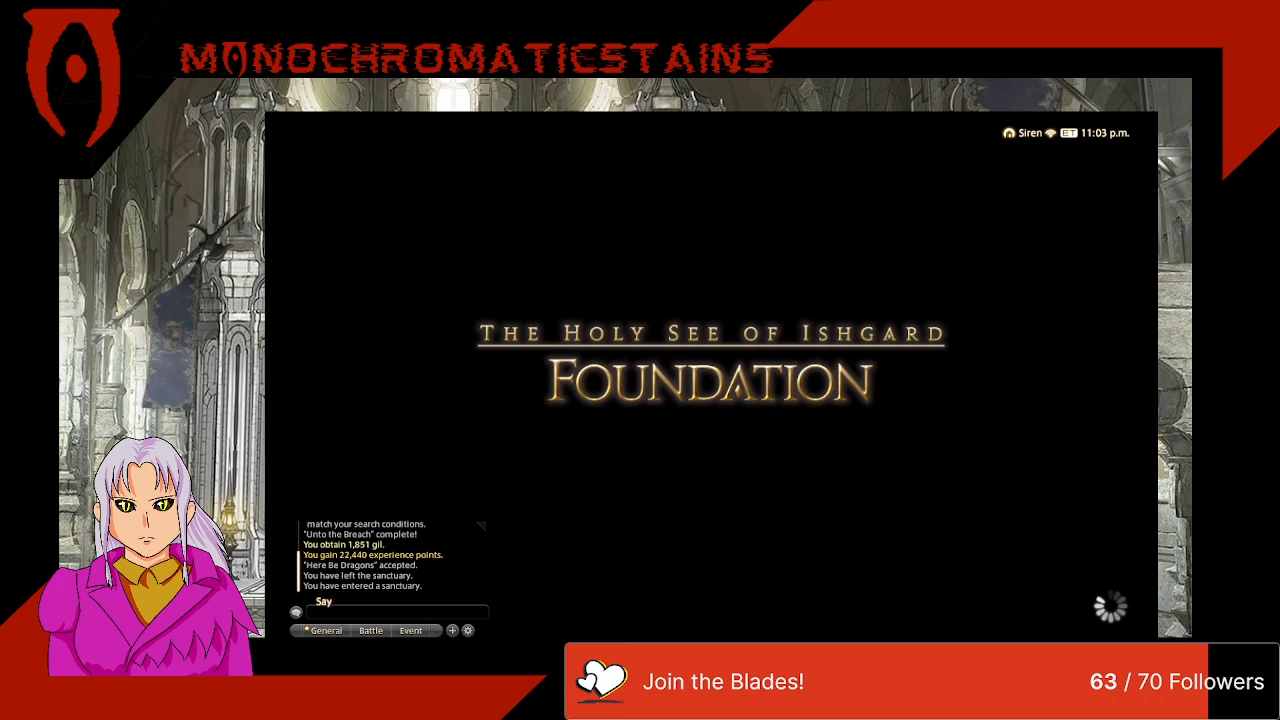 MONOCHROMATICSTAINS
Siren ET 11:03 p.m.
The Holy See of Ishgard
Foundation
match your search conditions.
"Unto the Breach" complete!
You obtain 1,851 gil.
You gain 22,440 experience points.
"Here Be Dragons" accepted.
You have left the sanctuary.
You have entered a sanctuary.
Say
General Battle Event
Join the Blades! 63 / 70 Followers